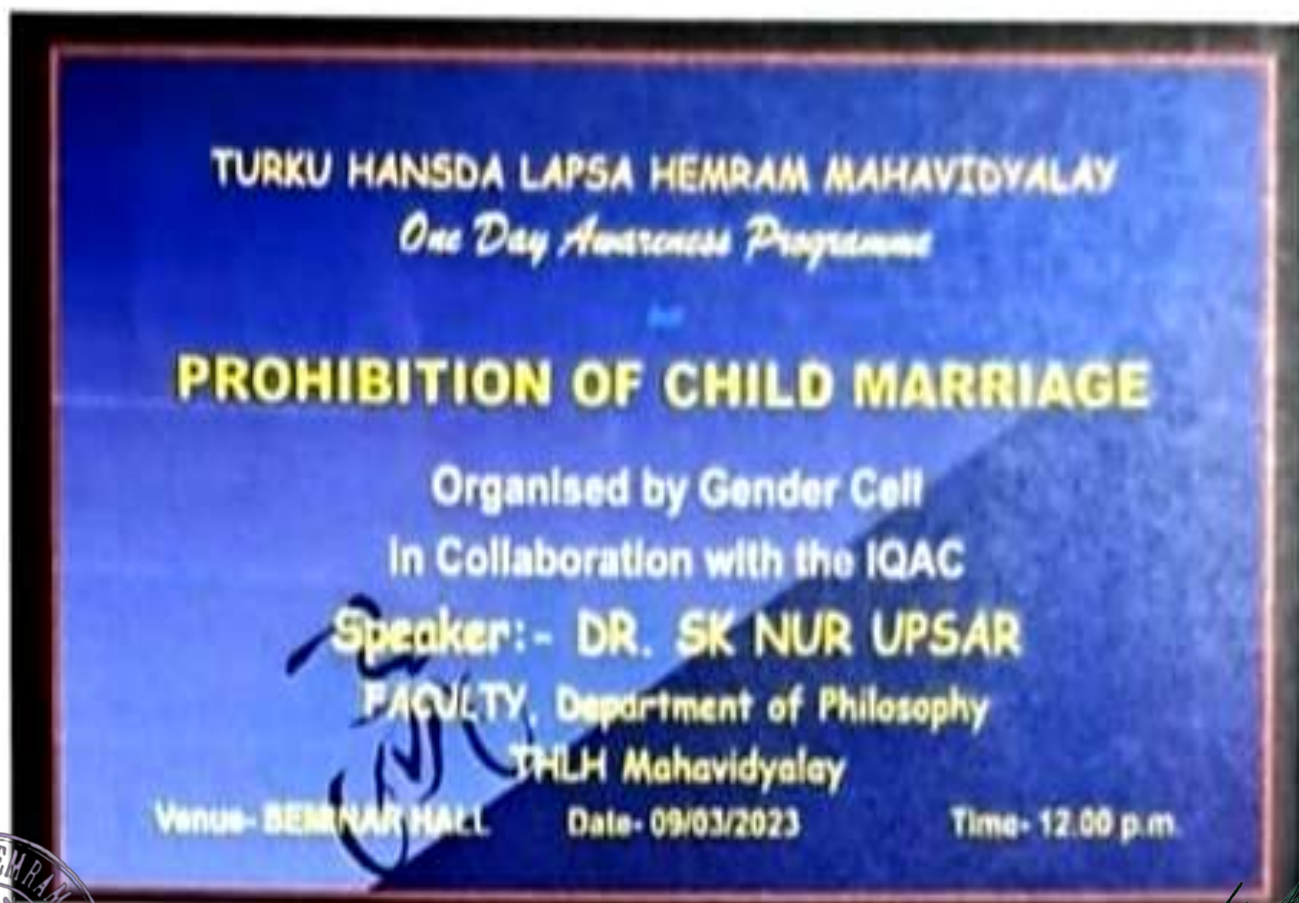 TURKU HANSDA LAPSA HEMRAM MAHAVIDYALAY
One Day Awareness Programme
on
PROHIBITION OF CHILD MARRIAGE
Organised by Gender Cell
in Collaboration with the IQAC
Speaker:- DR. SK NUR UPSAR
FACULTY, Department of Philosophy
THLH Mahavidyalay
Venue- SEMINAR HALL Date- 09/03/2023 Time- 12.00 p.m.
EMRAM